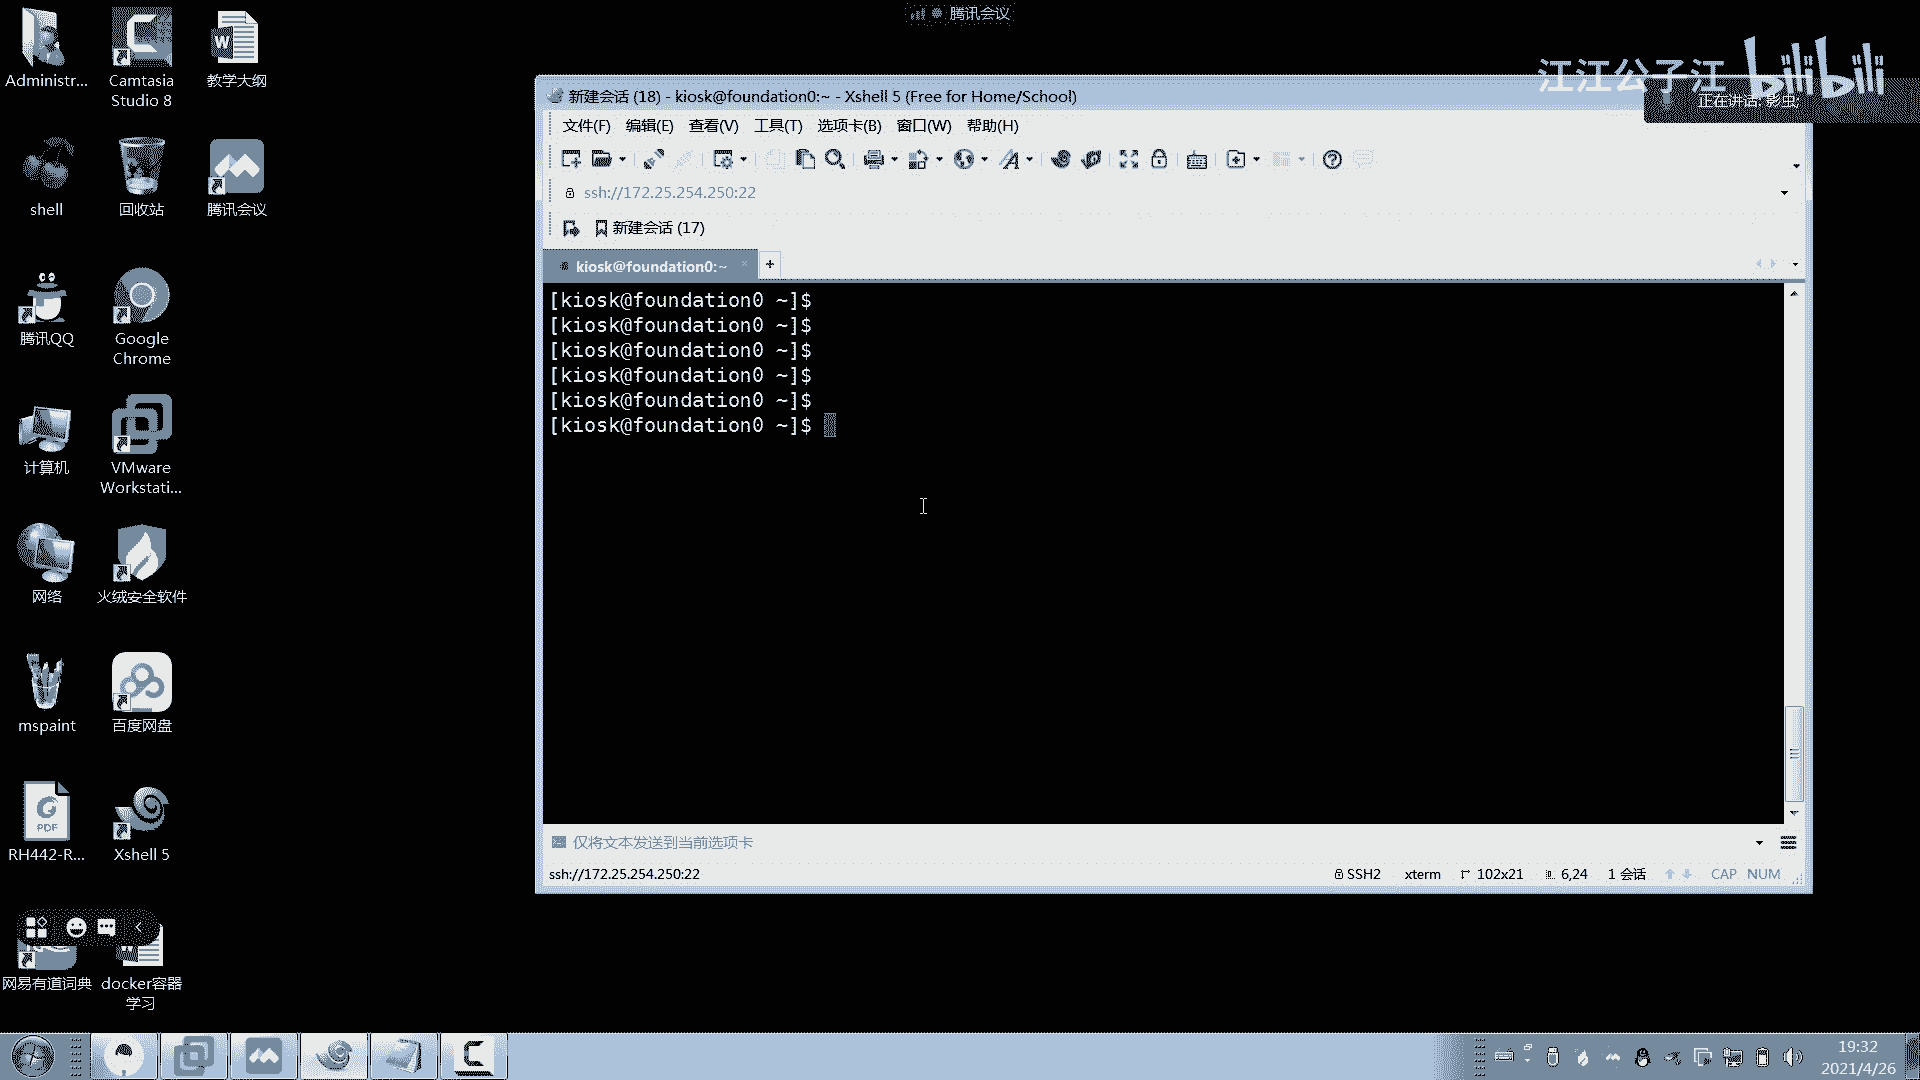 腾讯会议
Administr...
Camtasia
Studio 8
教学大纲
shell
回收站
腾讯会议
腾讯QQ
Google
Chrome
计算机
VMware
Workstati...
网络
火绒安全软件
mspaint
百度网盘
RH442-R...
Xshell 5
网易有道词典
docker容器
学习
江江公子江 bilibili
正在讲话: 影虫;
新建会话 (18) - kiosk@foundation0:~ - Xshell 5 (Free for Home/School)
文件(F) 编辑(E) 查看(V) 工具(T) 选项卡(B) 窗口(W) 帮助(H)
ssh://172.25.254.250:22
新建会话 (17)
kiosk@foundation0:~ × +
[kiosk@foundation0 ~]$
[kiosk@foundation0 ~]$
[kiosk@foundation0 ~]$
[kiosk@foundation0 ~]$
[kiosk@foundation0 ~]$
[kiosk@foundation0 ~]$
仅将文本发送到当前选项卡
ssh://172.25.254.250:22 SSH2 xterm 102x21 6,24 1 会话 CAP NUM
19:32
2021/4/26